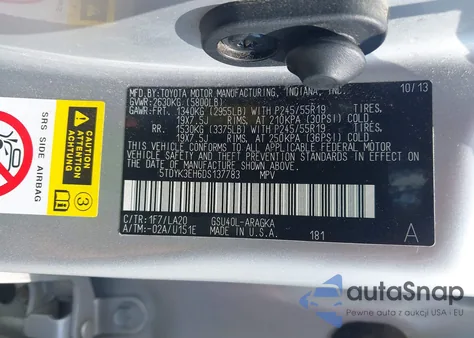 MFD. BY: TOYOTA MOTOR MANUFACTURING, INDIANA, INC. 10/13
GVWR: 2630KG (5800LB)
GAWR: FRT. 1340KG (2955LB) WITH P245/55R19 TIRES.
19X7.5J RIMS. AT 210KPA (30PSI) COLD.
RR. 1530KG (3375LB) WITH P245/55R19 TIRES.
19X7.5J RIMS. AT 250KPA (36PSI) COLD.
THIS VEHICLE CONFORMS TO ALL APPLICABLE
FEDERAL MOTOR VEHICLE SAFETY AND THEFT
PREVENTION STANDARDS IN EFFECT ON THE DATE
OF MANUFACTURE SHOWN ABOVE.
5TDYK3EH6DS137783 MPV
C/TR: 1F7/LA20 GSU40L-ARAGKA
A/TM: -02A/U151E MADE IN U.S.A. 181 A
SRS SIDE AIRBAG
3
autoSnap
Pewne auto z USA